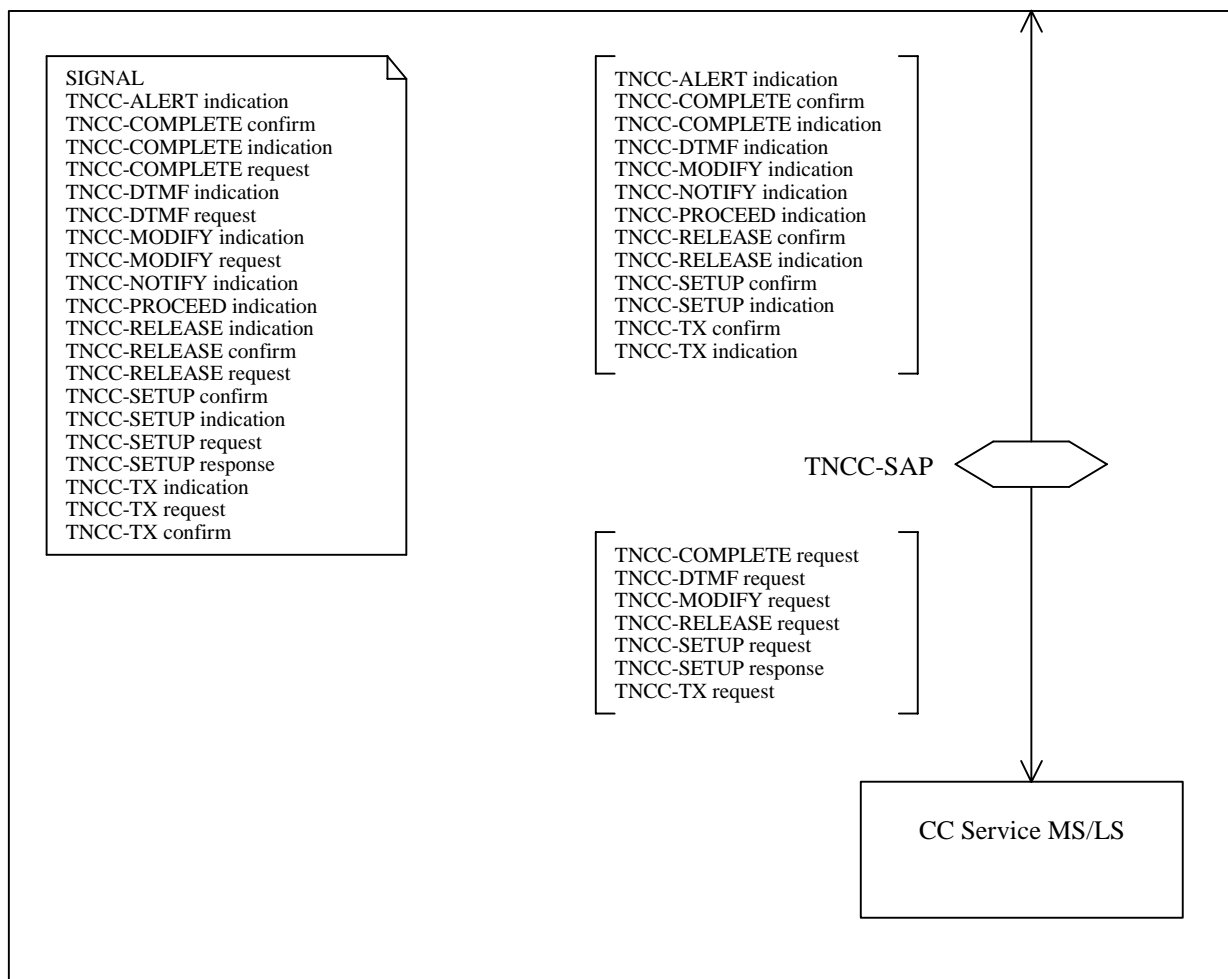 SIGNAL
TNCC-ALERT indication
TNCC-COMPLETE confirm
TNCC-COMPLETE indication
TNCC-COMPLETE request
TNCC-DTMF indication
TNCC-DTMF request
TNCC-MODIFY indication
TNCC-MODIFY request
TNCC-NOTIFY indication
TNCC-PROCEED indication
TNCC-RELEASE indication
TNCC-RELEASE confirm
TNCC-RELEASE request
TNCC-SETUP confirm
TNCC-SETUP indication
TNCC-SETUP request
TNCC-SETUP response
TNCC-TX indication
TNCC-TX request
TNCC-TX confirm
TNCC-ALERT indication
TNCC-COMPLETE confirm
TNCC-COMPLETE indication
TNCC-DTMF indication
TNCC-MODIFY indication
TNCC-NOTIFY indication
TNCC-PROCEED indication
TNCC-RELEASE confirm
TNCC-RELEASE indication
TNCC-SETUP confirm
TNCC-SETUP indication
TNCC-TX confirm
TNCC-TX indication
TNCC-SAP
TNCC-COMPLETE request
TNCC-DTMF request
TNCC-MODIFY request
TNCC-RELEASE request
TNCC-SETUP request
TNCC-SETUP response
TNCC-TX request
CC Service MS/LS